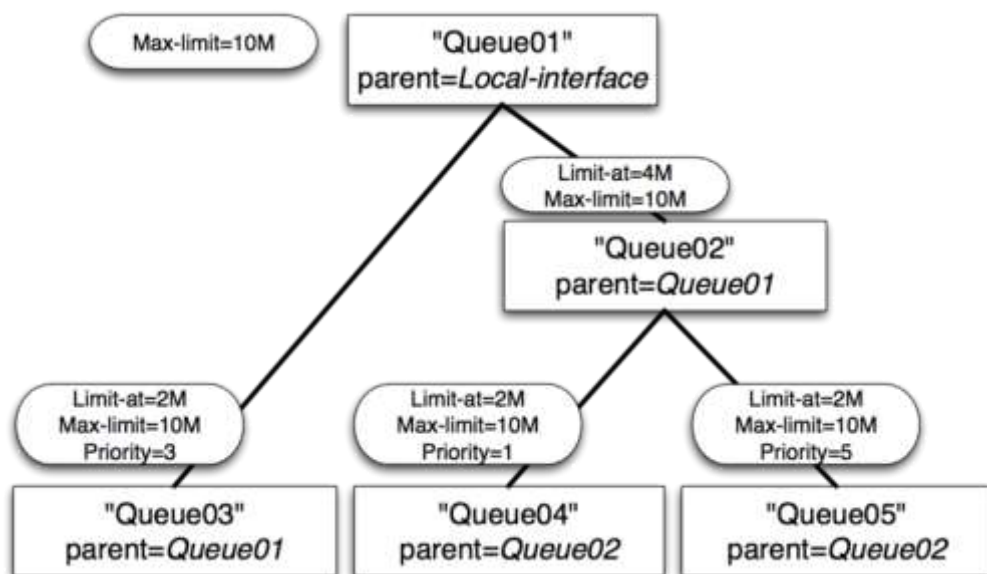 Max-limit=10M
"Queue01"
parent=Local-interface
Limit-at=4M
Max-limit=10M
"Queue02"
parent=Queue01
Limit-at=2M
Max-limit=10M
Priority=3
Limit-at=2M
Max-limit=10M
Priority=1
Limit-at=2M
Max-limit=10M
Priority=5
"Queue03"
parent=Queue01
"Queue04"
parent=Queue02
"Queue05"
parent=Queue02